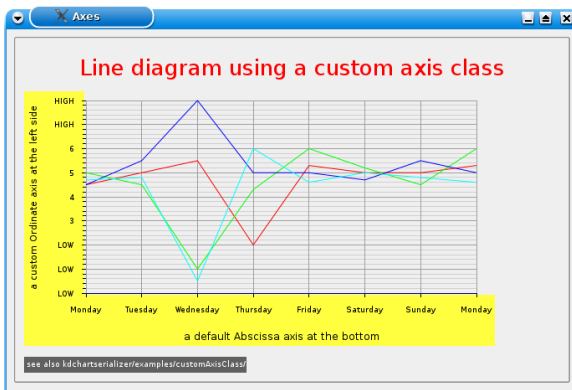 Axes
Line diagram using a custom axis class
a custom Ordinate axis at the left side
HIGH
HIGH
6
5
4
3
LOW
LOW
LOW
Monday Tuesday Wednesday Thursday Friday Saturday Sunday Monday
a default Abscissa axis at the bottom
see also kdchartserializer/examples/customAxisClass/